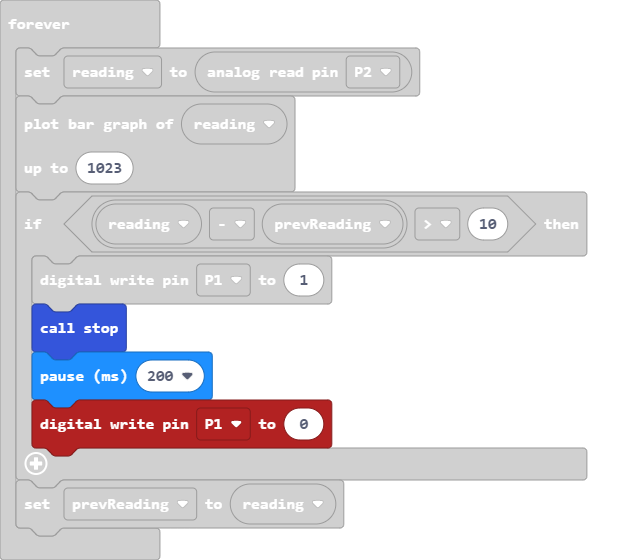 forever
set reading to analog read pin P2
plot bar graph of reading
up to 1023
if reading - prevReading > 10 then
digital write pin P1 to 1
call stop
pause (ms) 200
digital write pin P1 to 0
set prevReading to reading